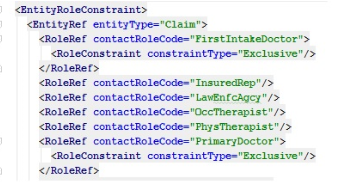 <EntityRoleConstraint>
<EntityRef entityType="Claim">
<RoleRef contactRoleCode="FirstIntakeDoctor">
<RoleConstraint constraintType="Exclusive"/>
</RoleRef>
<RoleRef contactRoleCode="InsuredRep"/>
<RoleRef contactRoleCode="LawEnfcAgcy"/>
<RoleRef contactRoleCode="OccTherapist"/>
<RoleRef contactRoleCode="PhysTherapist"/>
<RoleRef contactRoleCode="PrimaryDoctor">
<RoleConstraint constraintType="Exclusive"/>
</RoleRef>